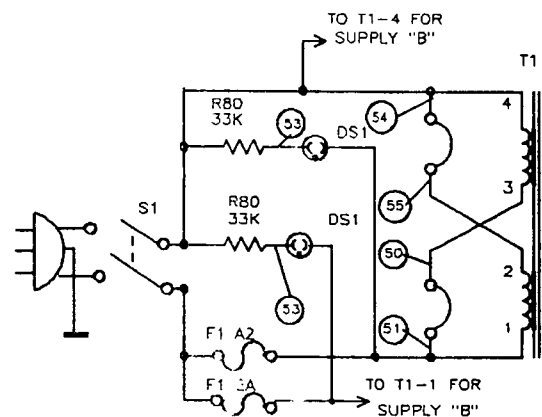 TO T1-4 FOR
SUPPLY "B"
T1
R80
33K
53
DS1
54
4
55
3
S1
R80
33K
DS1
53
50
2
51
1
F1 A2
F1
TO T1-1 FOR
SUPPLY "B"